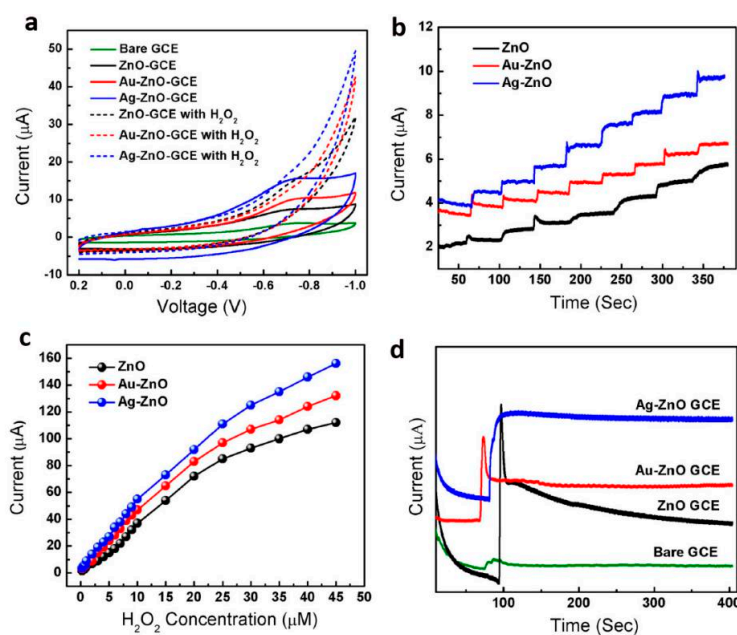 a
50
40
30
20
10
0
-10
Current (μA)
Bare GCE
ZnO-GCE
Au-ZnO-GCE
Ag-ZnO-GCE
ZnO-GCE with H₂O₂
Au-ZnO-GCE with H₂O₂
Ag-ZnO-GCE with H₂O₂
0.2 0.0 -0.2 -0.4 -0.6 -0.8 -1.0
Voltage (V)
b
12
10
8
6
4
2
Current (μA)
ZnO
Au-ZnO
Ag-ZnO
50 100 150 200 250 300 350
Time (Sec)
c
160
140
120
100
80
60
40
20
0
Current (μA)
ZnO
Au-ZnO
Ag-ZnO
0 5 10 15 20 25 30 35 40 45 50
H₂O₂ Concentration (μM)
d
Current (μA)
Ag-ZnO GCE
Au-ZnO GCE
ZnO GCE
Bare GCE
100 200 300 400
Time (Sec)